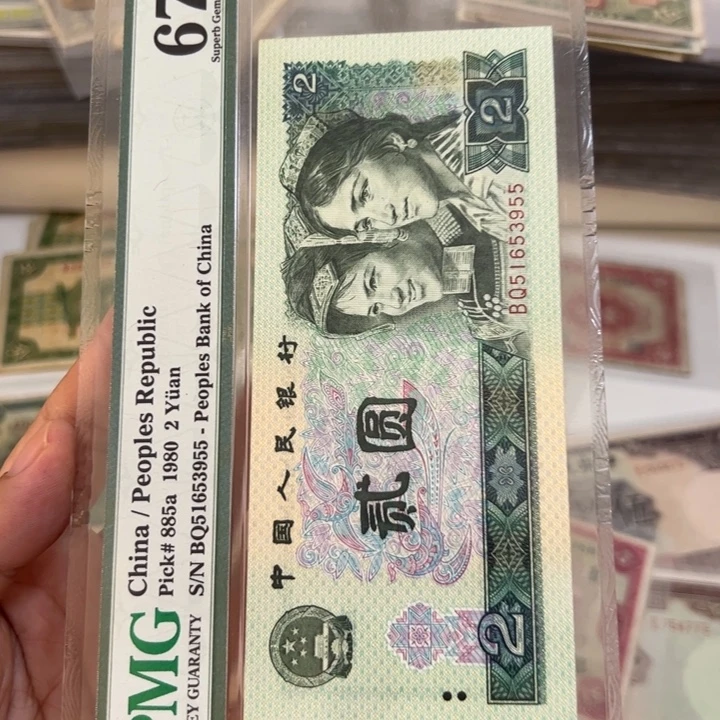 PMG
China / Peoples Republic
Pick# 885a 1980 2 Yüan
S/N BQ51653955 - Peoples Bank of China
EY GUARANTY
67
Superb Gem
中国人民银行
贰圆
2
2
2
BQ51653955